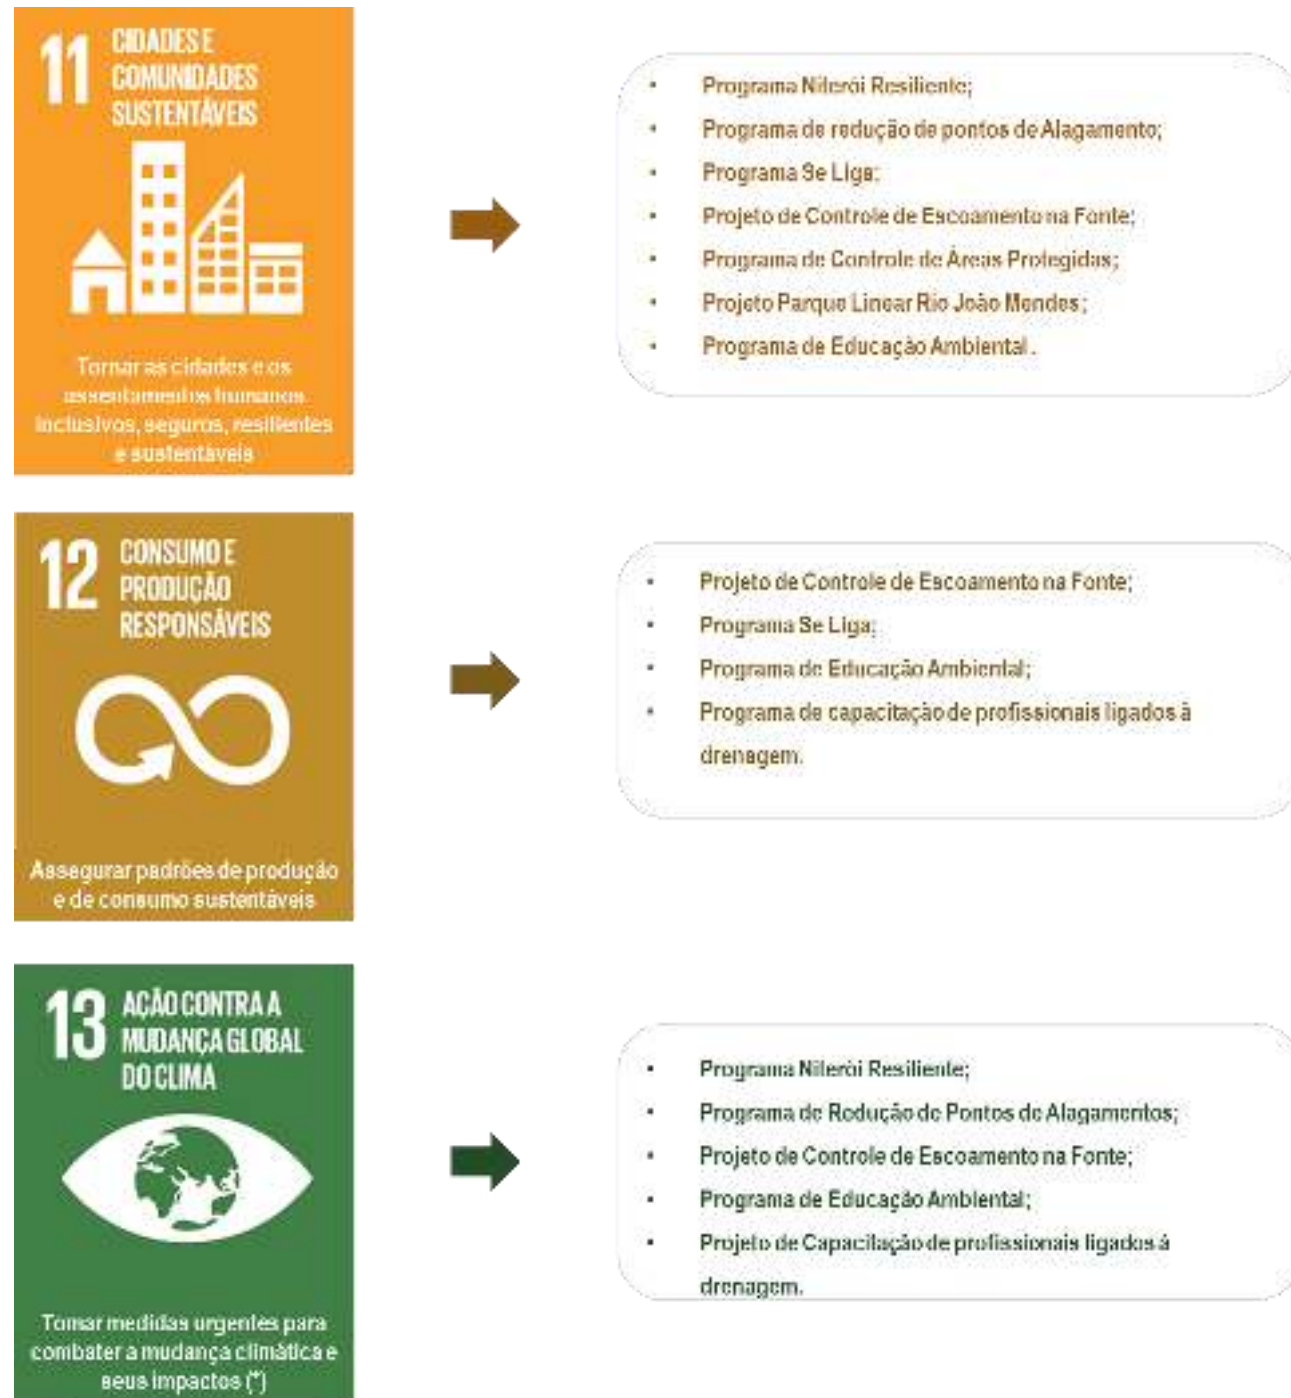 11 CIDADES E
COMUNIDADES
SUSTENTÁVEIS
Tornar as cidades e os
assentamentos humanos
inclusivos, seguros, resilientes
e sustentáveis
• Programa Niterói Resiliente;
• Programa de redução de pontos de Alagamento;
• Programa Se Liga;
• Projeto de Controle de Escoamento na Fonte;
• Programa de Controle de Áreas Protegidas;
• Projeto Parque Linear Rio João Mendes;
• Programa de Educação Ambiental.
12 CONSUMO E
PRODUÇÃO
RESPONSÁVEIS
Assegurar padrões de produção
e de consumo sustentáveis
• Projeto de Controle de Escoamento na Fonte;
• Programa Se Liga;
• Programa de Educação Ambiental;
• Programa de capacitação de profissionais ligados à
drenagem.
13 AÇÃO CONTRA A
MUDANÇA GLOBAL
DO CLIMA
Tomar medidas urgentes para
combater a mudança climática e
seus impactos (*)
• Programa Niterói Resiliente;
• Programa de Redução de Pontos de Alagamentos;
• Projeto de Controle de Escoamento na Fonte;
• Programa de Educação Ambiental;
• Projeto de Capacitação de profissionais ligados à
drenagem.